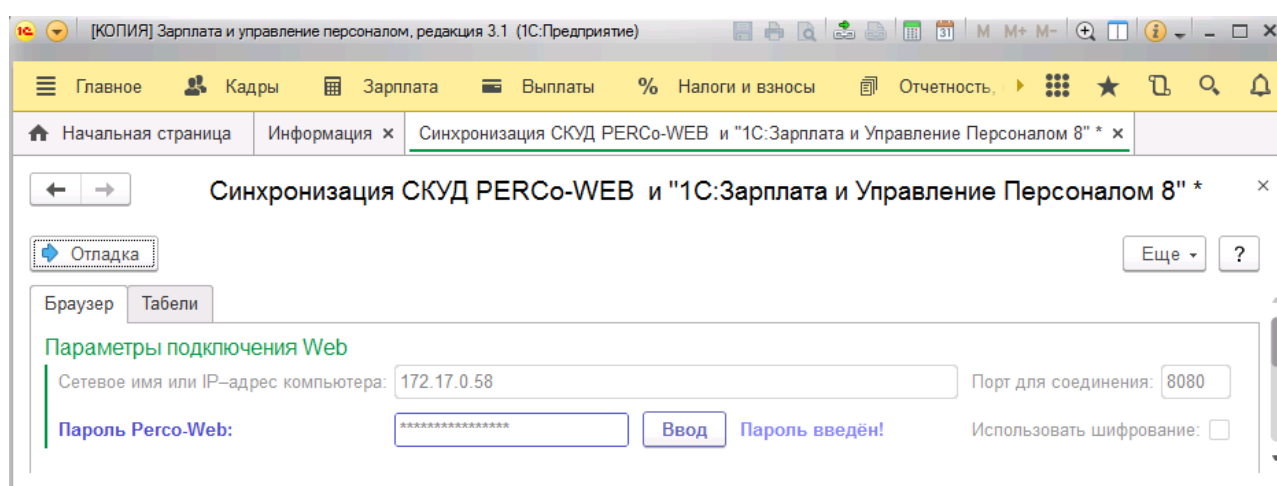 [КОПИЯ] Зарплата и управление персоналом, редакция 3.1 (1С:Предприятие) 31 M M+ M-
Главное Кадры Зарплата Выплаты % Налоги и взносы Отчетность,
Начальная страница Информация × Синхронизация СКУД PERCo-WEB и "1С:Зарплата и Управление Персоналом 8" * ×
Синхронизация СКУД PERCo-WEB и "1С:Зарплата и Управление Персоналом 8" *
Отладка Еще ?
Браузер Табели
Параметры подключения Web
Сетевое имя или IP–адрес компьютера: 172.17.0.58 Порт для соединения: 8080
Пароль Perco-Web: **************** Ввод Пароль введён! Использовать шифрование: